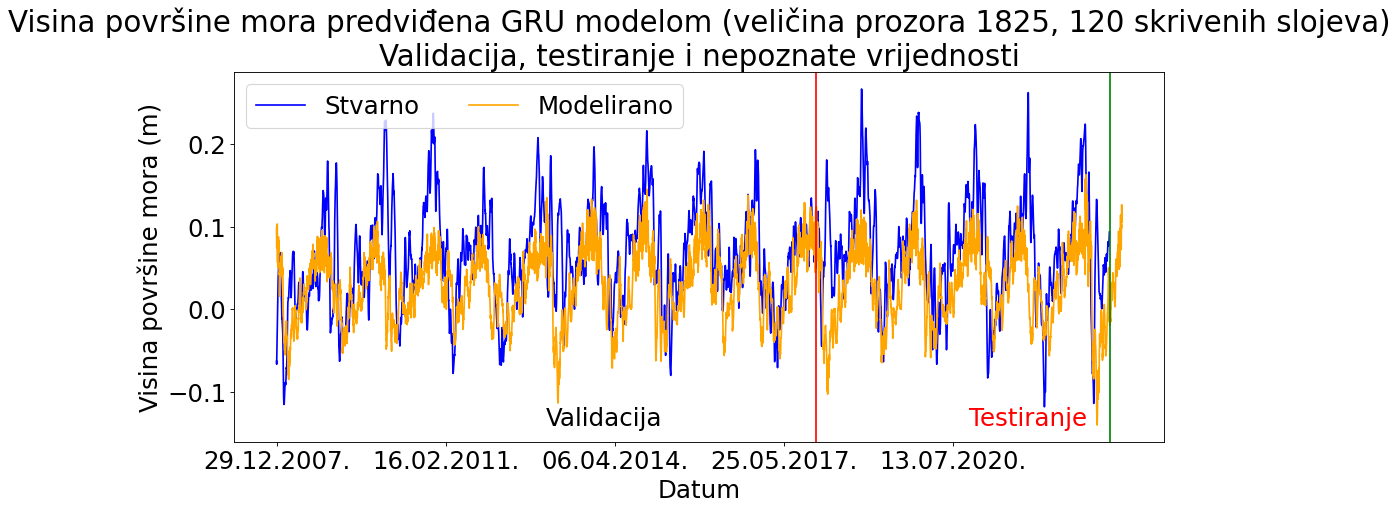 Visina površine mora predviđena GRU modelom (veličina prozora 1825, 120 skrivenih slojeva)
Validacija, testiranje i nepoznate vrijednosti
Stvarno
Modelirano
Visina površine mora (m)
0.2
0.1
0.0
−0.1
Validacija
Testiranje
29.12.2007.
16.02.2011.
06.04.2014.
25.05.2017.
13.07.2020.
Datum